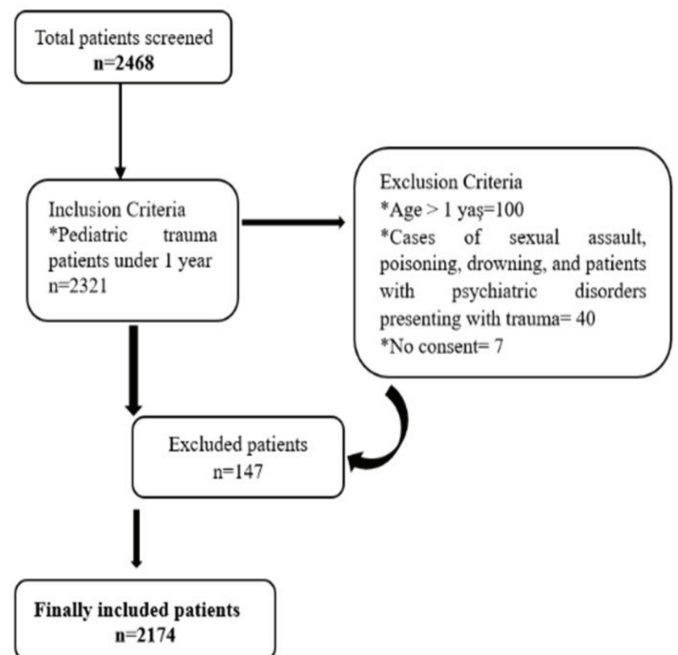 Total patients screened
n=2468
Inclusion Criteria
*Pediatric trauma
patients under 1 year
n=2321
Exclusion Criteria
*Age > 1 yaş=100
*Cases of sexual assault,
poisoning, drowning, and patients
with psychiatric disorders
presenting with trauma= 40
*No consent= 7
Excluded patients
n=147
Finally included patients
n=2174